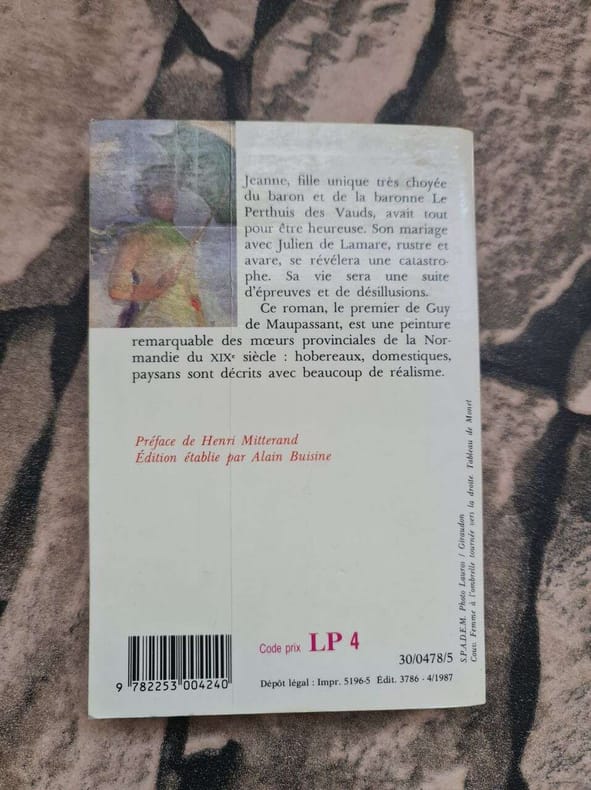 Jeanne, fille unique très choyée
du baron et de la baronne Le
Perthuis des Vauds, avait tout
pour être heureuse. Son mariage
avec Julien de Lamare, rustre et
avare, se révélera une catastro-
phe. Sa vie sera une suite
d'épreuves et de désillusions.
Ce roman, le premier de Guy
de Maupassant, est une peinture
remarquable des mœurs provinciales de la Nor-
mandie du XIXe siècle : hobereaux, domestiques,
paysans sont décrits avec beaucoup de réalisme.
Préface de Henri Mitterand
Édition établie par Alain Buisine
S.P.A.D.E.M. Photo Lauros / Giraudon
Couv. Femme à l'ombrelle tournée vers la droite. Tableau de Monet
Code prix LP 4
30/0478/5
9 782253 004240
Dépôt légal : Impr. 5196-5 Édit. 3786 - 4/1987